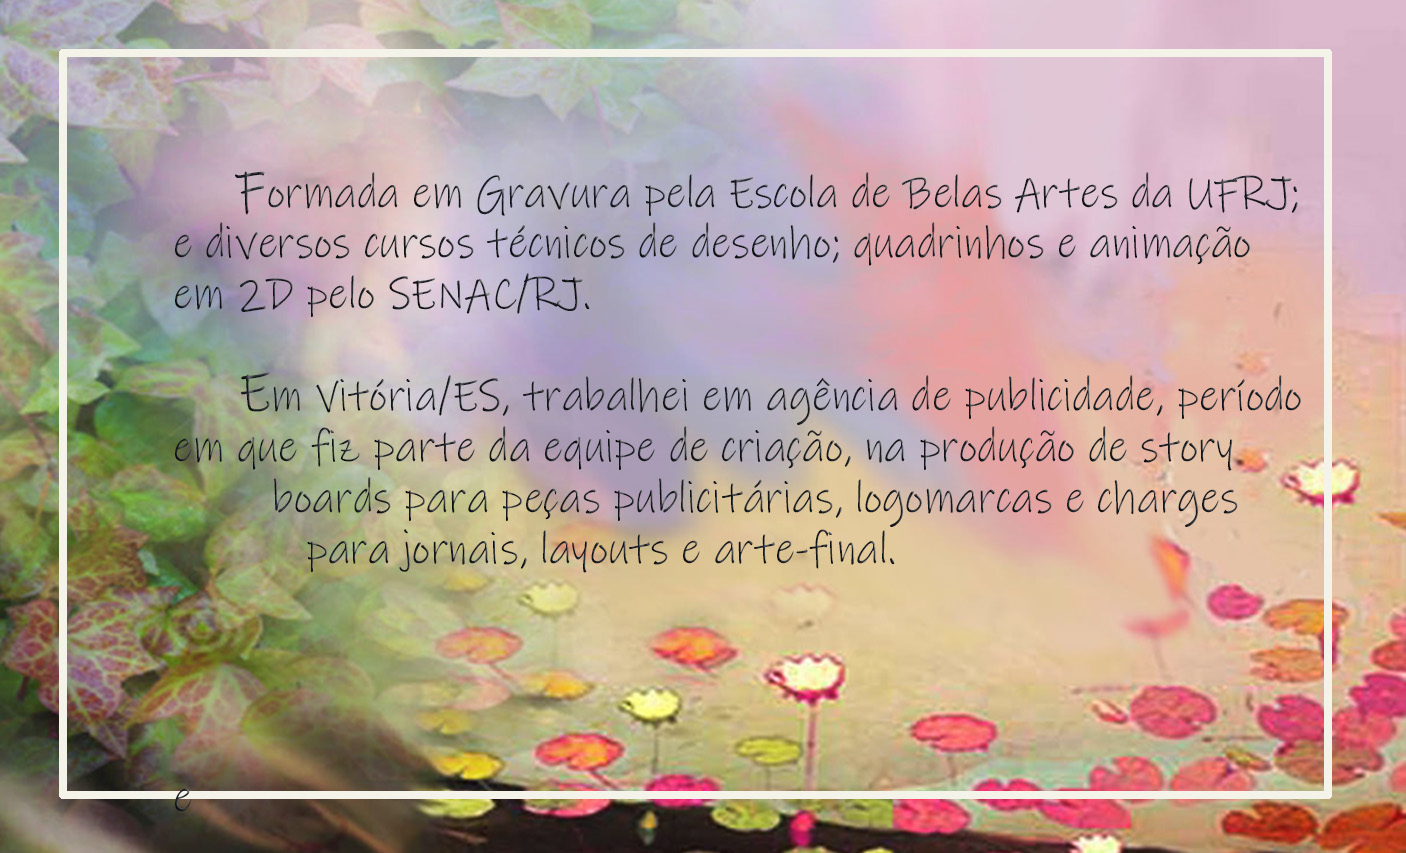 Formada em Gravura pela Escola de Belas Artes da UFRJ;
e diversos cursos técnicos de desenho; quadrinhos e animação
em 2D pelo SENAC/RJ.
Em Vitória/ES, trabalhei em agência de publicidade, período
em que fiz parte da equipe de criação, na produção de story
boards para peças publicitárias, logomarcas e charges
para jornais, layouts e arte-final.
e